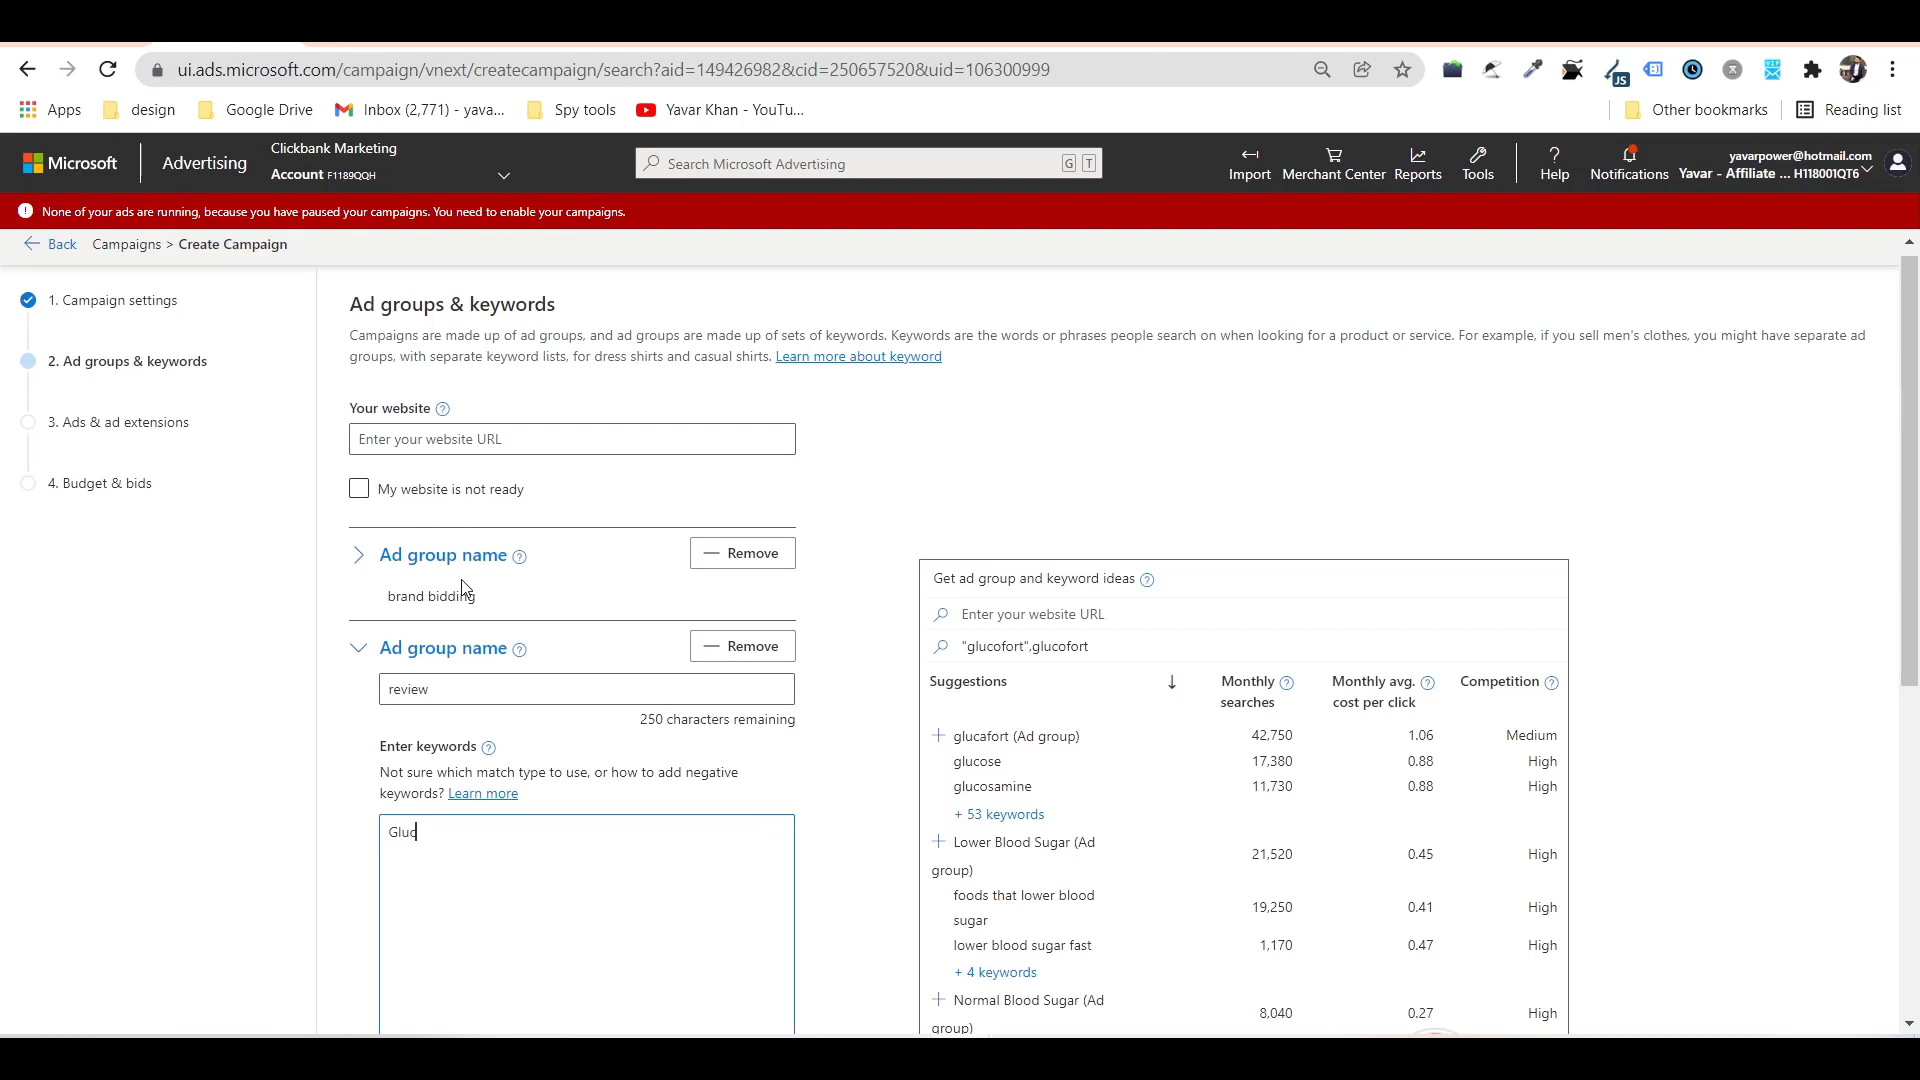 ui.ads.microsoft.com/campaign/vnext/createcampaign/search?aid=149426982&cid=250657520&uid=106300999
JS
Apps design Google Drive Inbox (2,771) - yava... Spy tools Yavar Khan - YouTu... Other bookmarks Reading list
Microsoft Advertising
Clickbank Marketing
Account F1189QQH
Search Microsoft Advertising G T
Import Merchant Center Reports Tools Help Notifications
yavarpower@hotmail.com
Yavar - Affiliate ... H118001QT6
None of your ads are running, because you have paused your campaigns. You need to enable your campaigns.
Back Campaigns > Create Campaign
1. Campaign settings
2. Ad groups & keywords
3. Ads & ad extensions
4. Budget & bids
Ad groups & keywords
Campaigns are made up of ad groups, and ad groups are made up of sets of keywords. Keywords are the words or phrases people search on when looking for a product or service. For example, if you sell men's clothes, you might have separate ad
groups, with separate keyword lists, for dress shirts and casual shirts. Learn more about keyword
Your website ?
Enter your website URL
My website is not ready
Ad group name ? Remove
brand bidding
Ad group name ? Remove
review
250 characters remaining
Enter keywords ?
Not sure which match type to use, or how to add negative
keywords? Learn more
Gluc
Get ad group and keyword ideas ?
Enter your website URL
"glucofort",glucofort
Suggestions ↓ Monthly ? Monthly avg. ? Competition ?
searches cost per click
glucafort (Ad group) 42,750 1.06 Medium
glucose 17,380 0.88 High
glucosamine 11,730 0.88 High
+ 53 keywords
Lower Blood Sugar (Ad
group) 21,520 0.45 High
foods that lower blood
sugar 19,250 0.41 High
lower blood sugar fast 1,170 0.47 High
+ 4 keywords
Normal Blood Sugar (Ad
group) 8,040 0.27 High